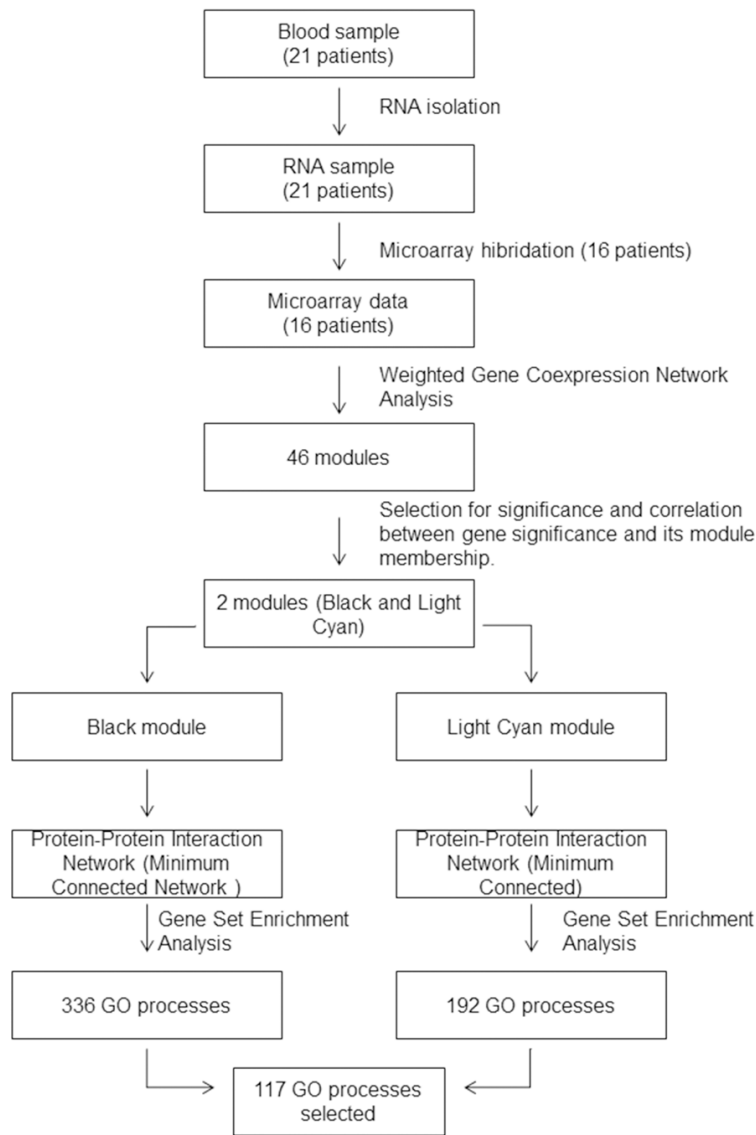 Blood sample
(21 patients)
RNA isolation
RNA sample
(21 patients)
Microarray hibridation (16 patients)
Microarray data
(16 patients)
Weighted Gene Coexpression Network
Analysis
46 modules
Selection for significance and correlation
between gene significance and its module
membership.
2 modules (Black and Light
Cyan)
Black module
Light Cyan module
Protein-Protein Interaction
Network (Minimum
Connected Network )
Protein-Protein Interaction
Network (Minimum
Connected)
Gene Set Enrichment
Analysis
Gene Set Enrichment
Analysis
336 GO processes
192 GO processes
117 GO processes
selected